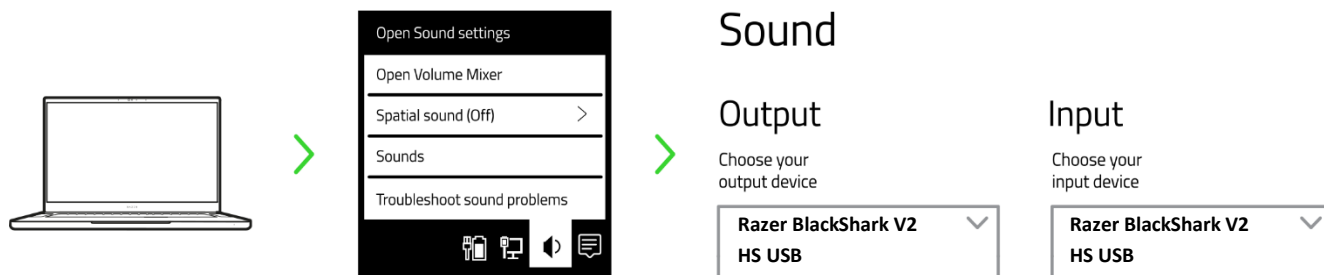 Open Sound settings
Open Volume Mixer
Spatial sound (Off)
Sounds
Troubleshoot sound problems
Sound
Output
Choose your
output device
Razer BlackShark V2
HS USB
Input
Choose your
input device
Razer BlackShark V2
HS USB